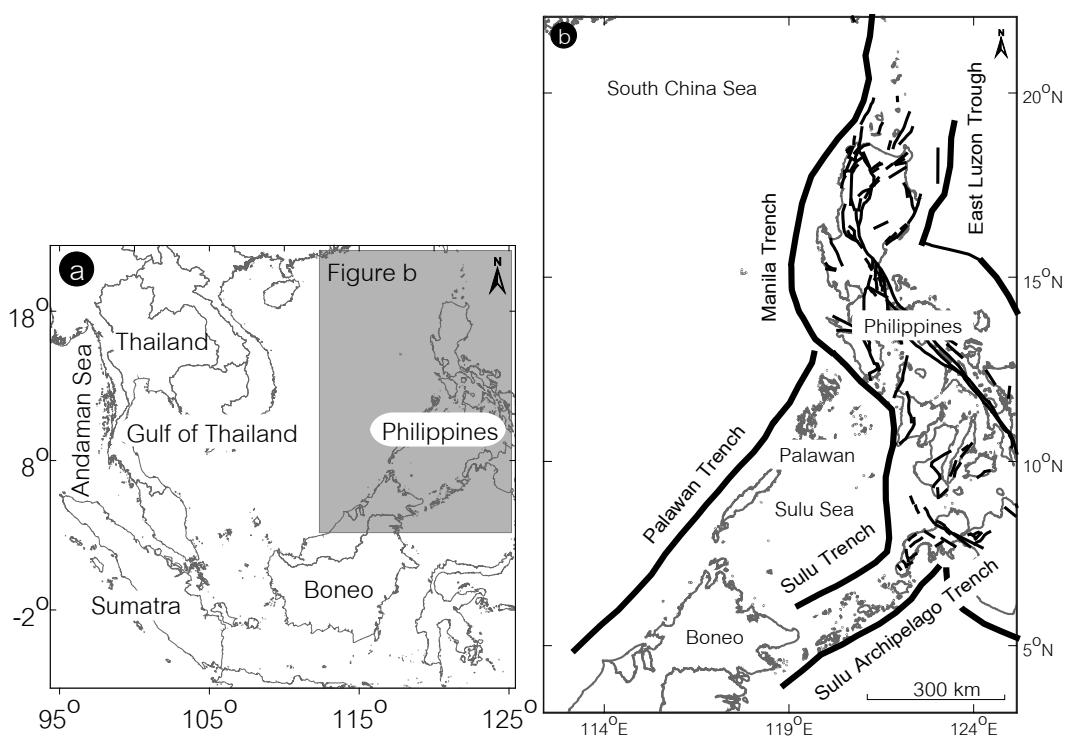 a
Figure b
N
18°
Thailand
Andaman Sea
Gulf of Thailand
Philippines
8°
Boneo
Sumatra
-2°
95°
105°
115°
125°
b
N
South China Sea
20°N
East Luzon Trough
Manila Trench
15°N
Philippines
Palawan Trench
Palawan
10°N
Sulu Sea
Sulu Trench
Boneo
Sulu Archipelago Trench
5°N
300 km
114°E
119°E
124°E